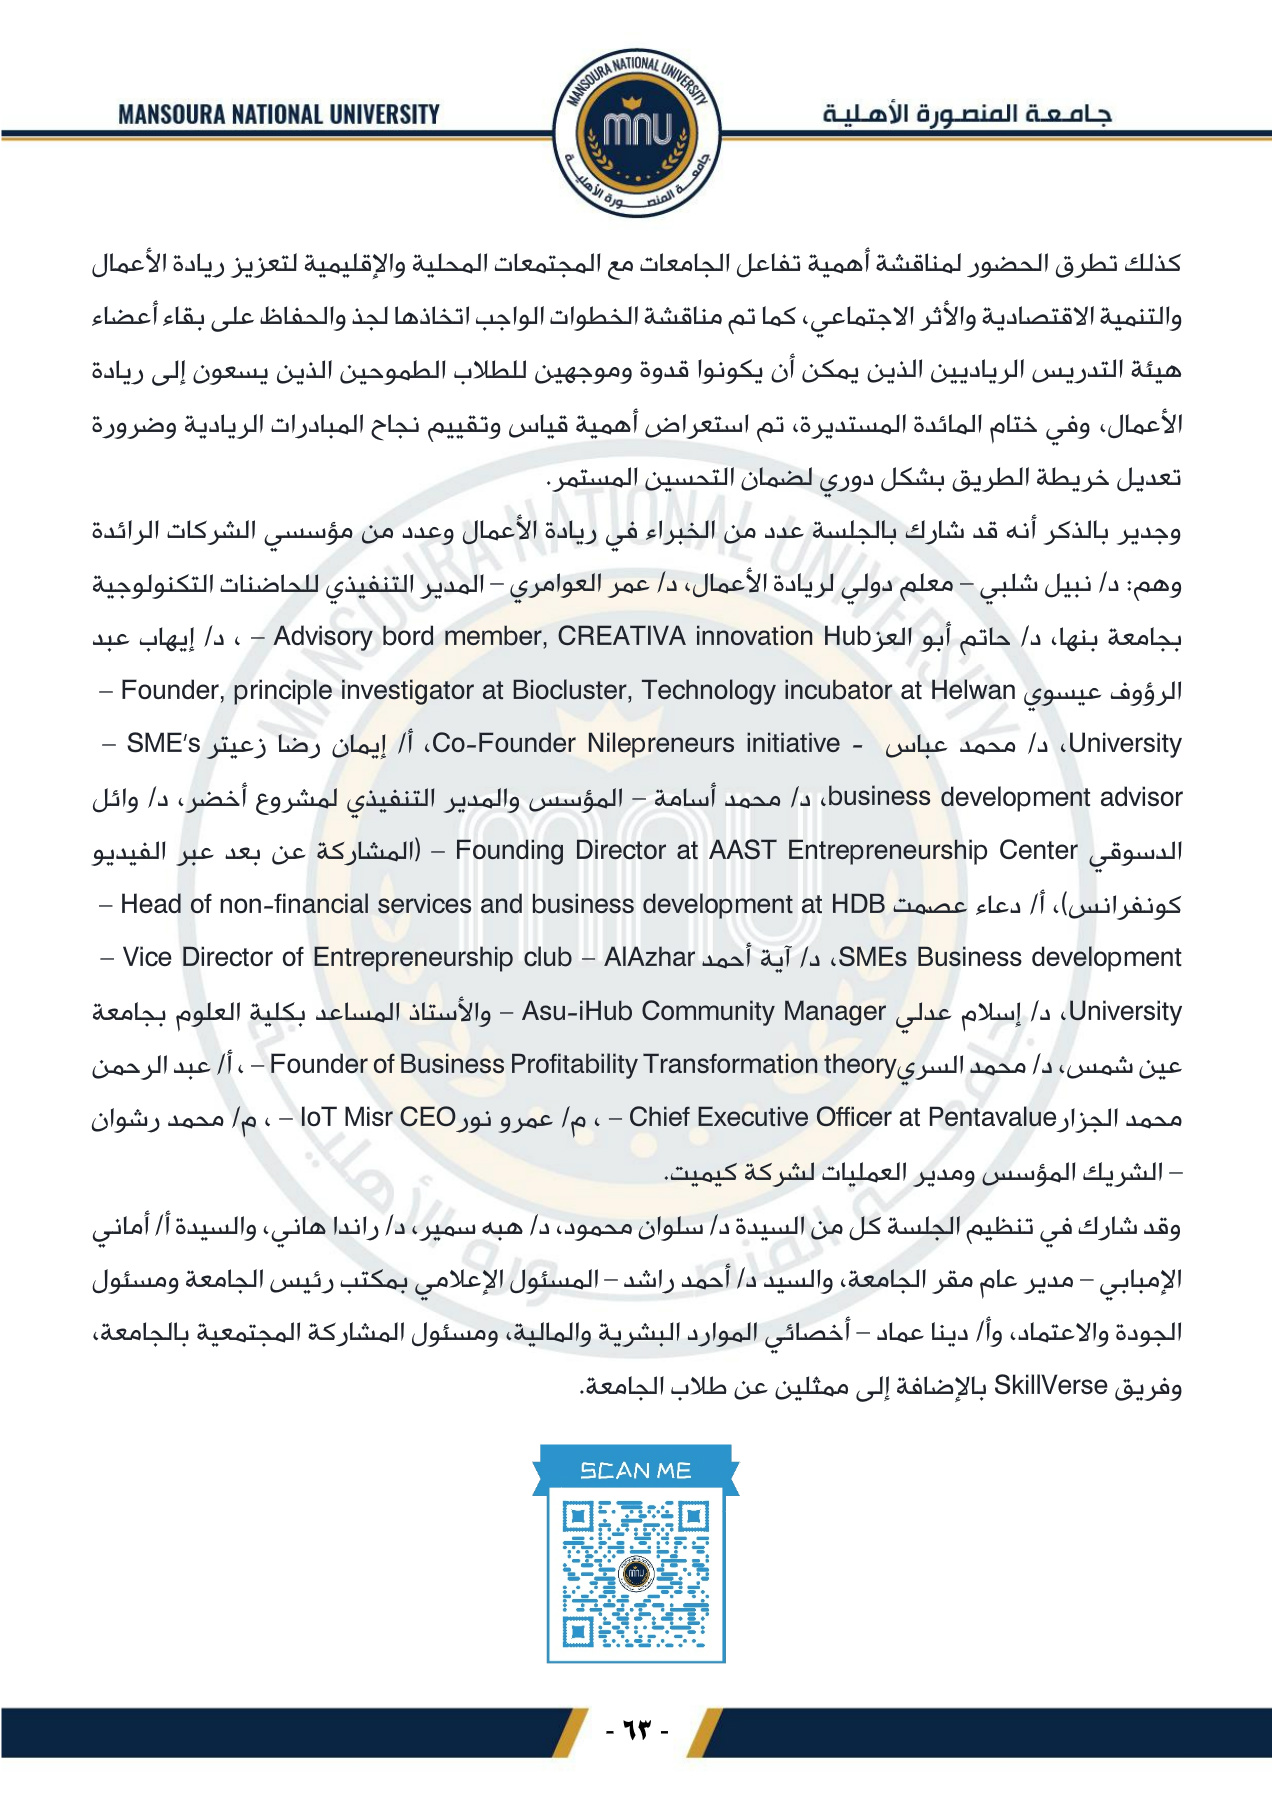 MANSOURA NATIONAL UNIVERSITY
جامعة المنصورة الأهلية
MANSOURA NATIONAL UNIVERSITY
mnu
جامعة المنصورة الأهلية
كذلك تطرق الحضور لمناقشة أهمية تفاعل الجامعات مع المجتمعات المحلية والإقليمية لتعزيز ريادة الأعمال
والتنمية الاقتصادية والأثر الاجتماعي، كما تم مناقشة الخطوات الواجب اتخاذها لجذ والحفاظ على بقاء أعضاء
هيئة التدريس الرياديين الذين يمكن أن يكونوا قدوة وموجهين للطلاب الطموحين الذين يسعون إلى ريادة
الأعمال، وفي ختام المائدة المستديرة، تم استعراض أهمية قياس وتقييم نجاح المبادرات الريادية وضرورة
تعديل خريطة الطريق بشكل دوري لضمان التحسين المستمر.
وجدير بالذكر أنه قد شارك بالجلسة عدد من الخبراء في ريادة الأعمال وعدد من مؤسسي الشركات الرائدة
وهم: د/ نبيل شلبي – معلم دولي لريادة الأعمال، د/ عمر العوامري – المدير التنفيذي للحاضنات التكنولوجية
بجامعة بنها، د/ حاتم أبو العز Advisory bord member, CREATIVA innovation Hub – ، د/ إيهاب عبد
الرؤوف عيسوي Founder, principle investigator at Biocluster, Technology incubator at Helwan –
University، د/ محمد عباس - Co-Founder Nilepreneurs initiative، أ/ إيمان رضا زعيتر SME's –
business development advisor، د/ محمد أسامة – المؤسس والمدير التنفيذي لمشروع أخضر، د/ وائل
الدسوقي Founding Director at AAST Entrepreneurship Center – (المشاركة عن بعد عبر الفيديو
كونفرانس)، أ/ دعاء عصمت Head of non-financial services and business development at HDB –
SMEs Business development، د/ آية أحمد Vice Director of Entrepreneurship club – AlAzhar –
University، د/ إسلام عدلي Asu-iHub Community Manager – والأستاذ المساعد بكلية العلوم بجامعة
عين شمس، د/ محمد السري Founder of Business Profitability Transformation theory – ، أ/ عبد الرحمن
محمد الجزار Chief Executive Officer at Pentavalue – ، م/ عمرو نور IoT Misr CEO – ، م/ محمد رشوان
– الشريك المؤسس ومدير العمليات لشركة كيميت.
وقد شارك في تنظيم الجلسة كل من السيدة د/ سلوان محمود، د/ هبه سمير، د/ راندا هاني، والسيدة أ/ أماني
الإمبابي – مدير عام مقر الجامعة، والسيد د/ أحمد راشد – المسئول الإعلامي بمكتب رئيس الجامعة ومسئول
الجودة والاعتماد، وأ/ دينا عماد – أخصائي الموارد البشرية والمالية، ومسئول المشاركة المجتمعية بالجامعة،
وفريق SkillVerse بالإضافة إلى ممثلين عن طلاب الجامعة.
SCAN ME
- ٦٣ -